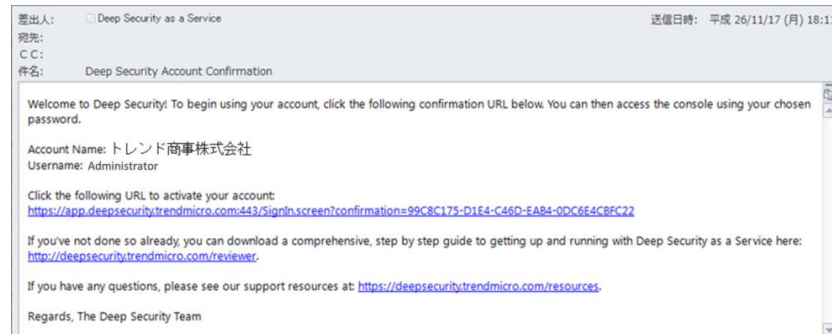 差出人: Deep Security as a Service 送信日時: 平成 26/11/17 (月) 18:11
宛先:
CC:
件名: Deep Security Account Confirmation
Welcome to Deep Security! To begin using your account, click the following confirmation URL below. You can then access the console using your chosen
password.
Account Name: トレンド商事株式会社
Username: Administrator
Click the following URL to activate your account:
https://app.deepsecurity.trendmicro.com:443/SignIn.screen?confirmation=99C8C175-D1E4-C46D-EAB4-0DC6E4CBFC22
If you've not done so already, you can download a comprehensive, step by step guide to getting up and running with Deep Security as a Service here:
http://deepsecurity.trendmicro.com/reviewer.
If you have any questions, please see our support resources at: https://deepsecurity.trendmicro.com/resources.
Regards, The Deep Security Team